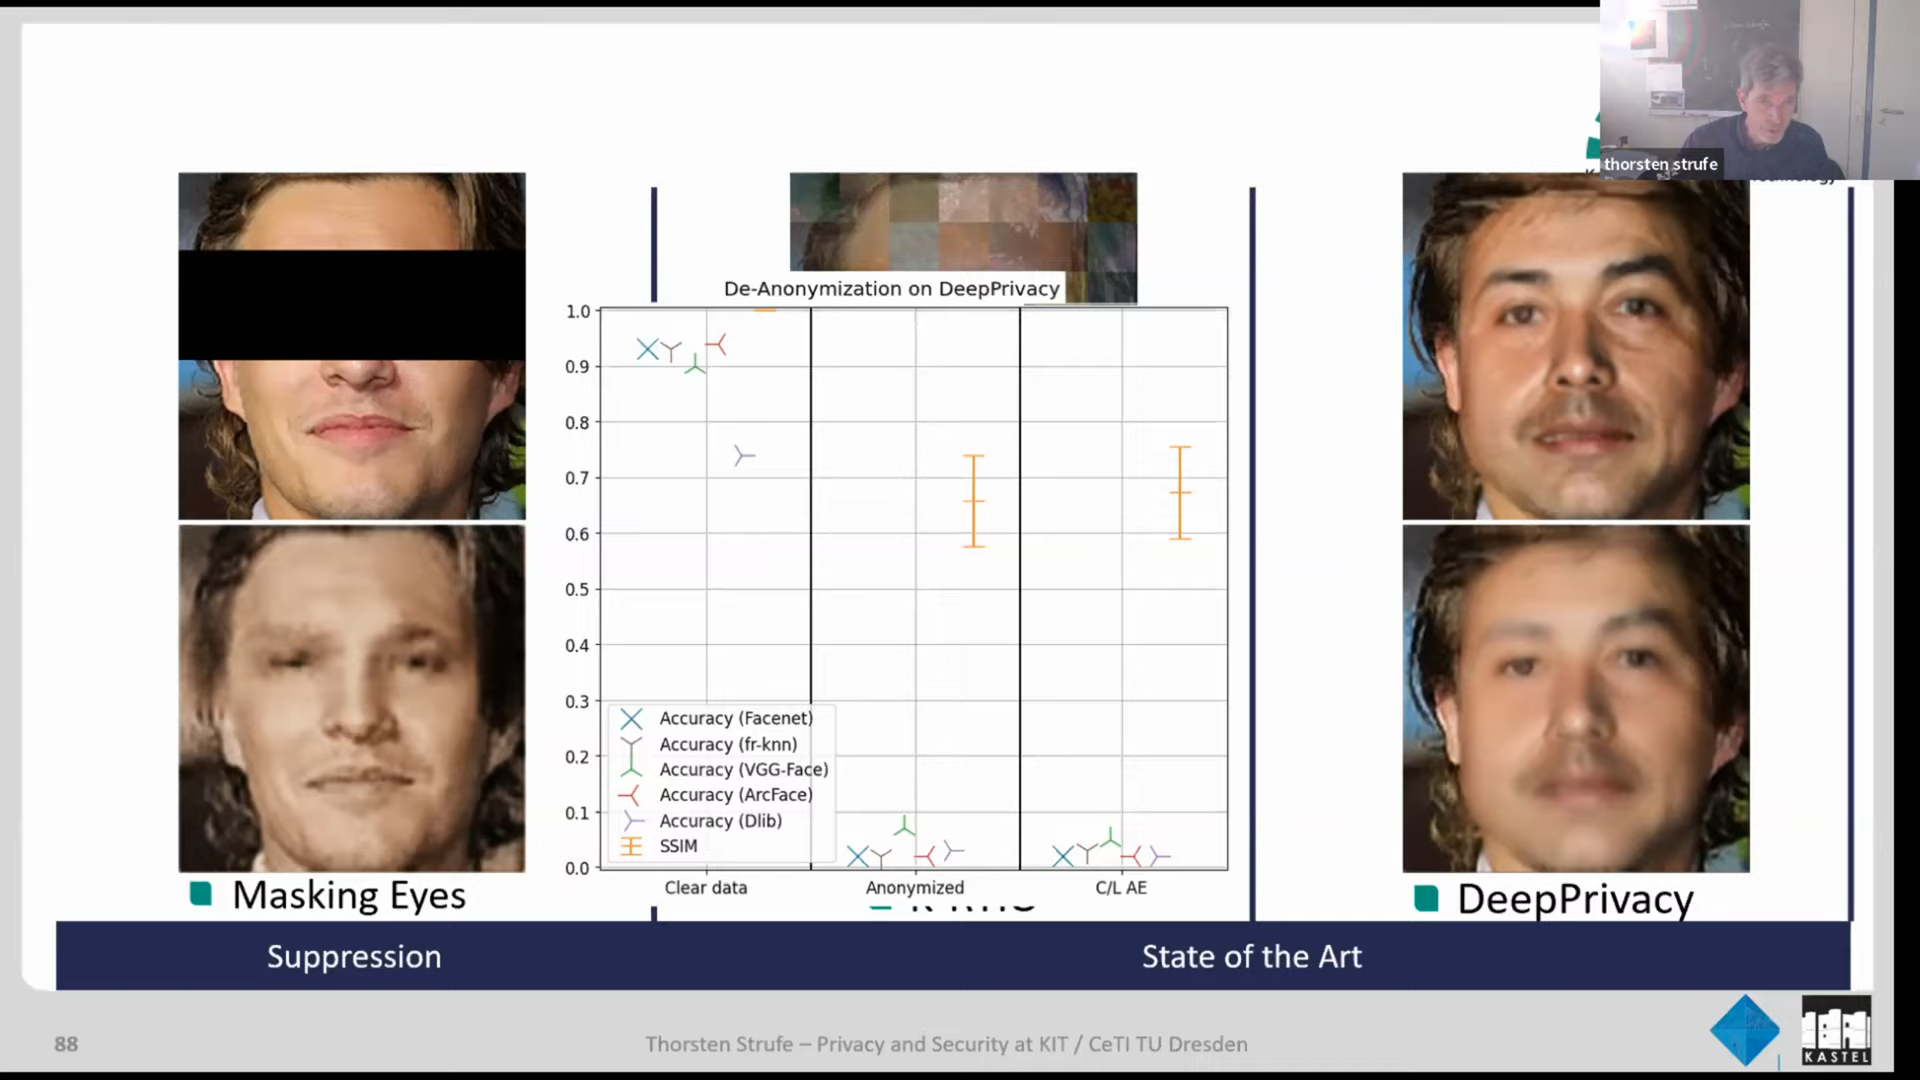 thorsten strufe
De-Anonymization on DeepPrivacy
1.0
0.9
0.8
0.7
0.6
0.5
0.4
0.3
0.2
0.1
0.0
Accuracy (Facenet)
Accuracy (fr-knn)
Accuracy (VGG-Face)
Accuracy (ArcFace)
Accuracy (Dlib)
SSIM
Clear data
Anonymized
C/L AE
Masking Eyes
DeepPrivacy
Suppression
State of the Art
88
Thorsten Strufe – Privacy and Security at KIT / CeTI TU Dresden
KASTEL